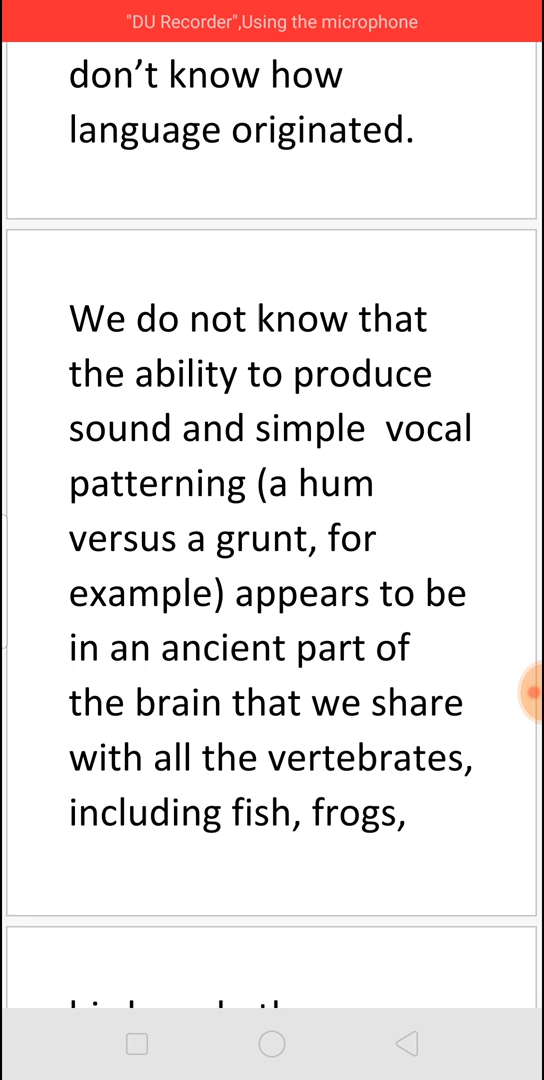 "DU Recorder",Using the microphone
don’t know how
language originated.
We do not know that
the ability to produce
sound and simple  vocal
patterning (a hum
versus a grunt, for
example) appears to be
in an ancient part of
the brain that we share
with all the vertebrates,
including fish, frogs,